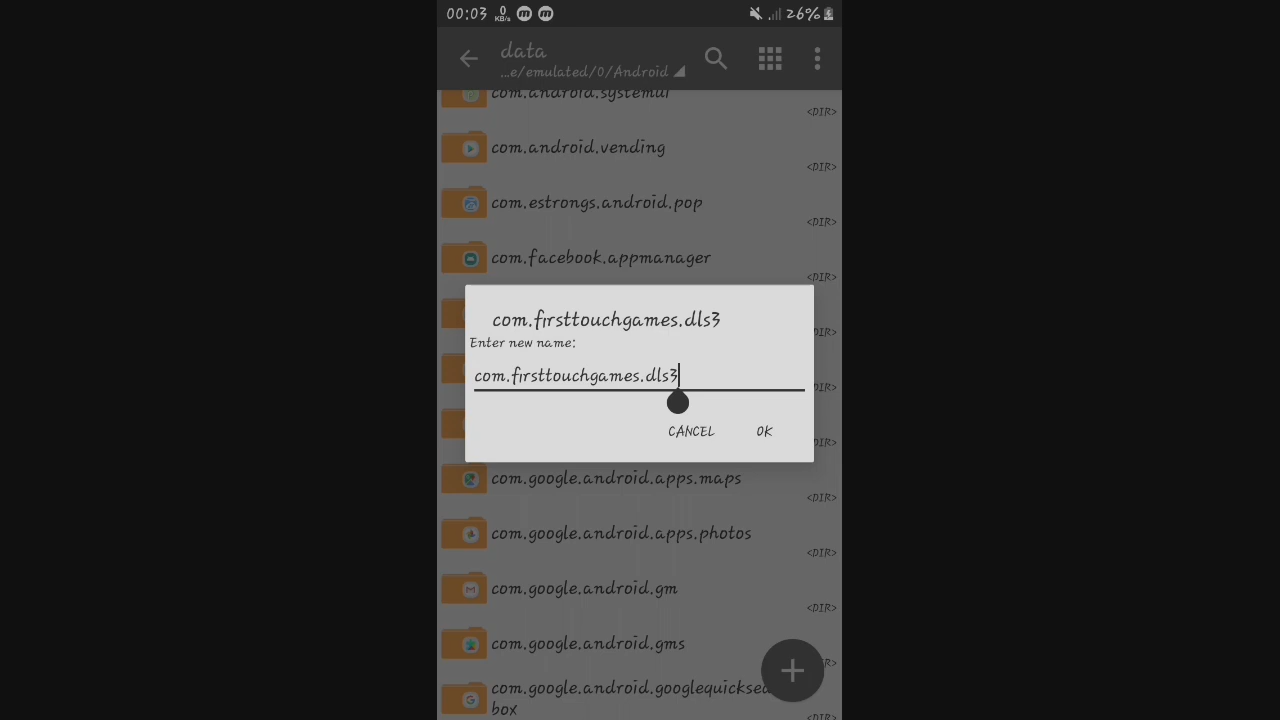 00:03 0 KB/s 26%
data
...e/emulated/0/Android
com.android.systemui
<DIR>
com.android.vending
<DIR>
com.estrongs.android.pop
<DIR>
com.facebook.appmanager
<DIR>
com.firsttouchgames.dls3
Enter new name:
<DIR>
com.firsttouchgames.dls3
<DIR>
CANCEL OK
<DIR>
com.google.android.apps.maps
<DIR>
com.google.android.apps.photos
<DIR>
com.google.android.gm
<DIR>
com.google.android.gms
com.google.android.googlequickse
box
<DIR>